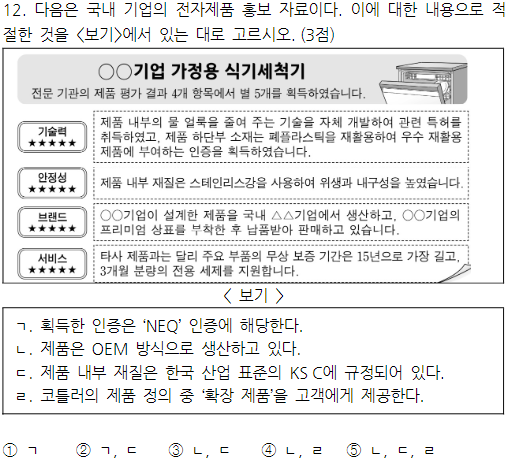 12. 다음은 국내 기업의 전자제품 홍보 자료이다. 이에 대한 내용으로 적
절한 것을 <보기>에서 있는 대로 고르시오. (3점)
○○기업 가정용 식기세척기
전문 기관의 제품 평가 결과 4개 항목에서 별 5개를 획득하였습니다.
기술력
★★★★★
제품 내부의 물 얼룩을 줄여 주는 기술을 자체 개발하여 관련 특허를
취득하였고, 제품 하단부 소재는 폐플라스틱을 재활용하여 우수 재활용
제품에 부여하는 인증을 획득하였습니다.
안정성
★★★★★
제품 내부 재질은 스테인리스강을 사용하여 위생과 내구성을 높였습니다.
브랜드
★★★★★
○○기업이 설계한 제품을 국내 △△기업에서 생산하고, ○○기업의
프리미엄 상표를 부착한 후 납품받아 판매하고 있습니다.
서비스
★★★★★
타사 제품과는 달리 주요 부품의 무상 보증 기간은 15년으로 가장 길고,
3개월 분량의 전용 세제를 지원합니다.
< 보기 >
ㄱ. 획득한 인증은 ‘NEQ’ 인증에 해당한다.
ㄴ. 제품은 OEM 방식으로 생산하고 있다.
ㄷ. 제품 내부 재질은 한국 산업 표준의 KS C에 규정되어 있다.
ㄹ. 코틀러의 제품 정의 중 ‘확장 제품’을 고객에게 제공한다.
① ㄱ ② ㄱ, ㄷ ③ ㄴ, ㄷ ④ ㄴ, ㄹ ⑤ ㄴ, ㄷ, ㄹ